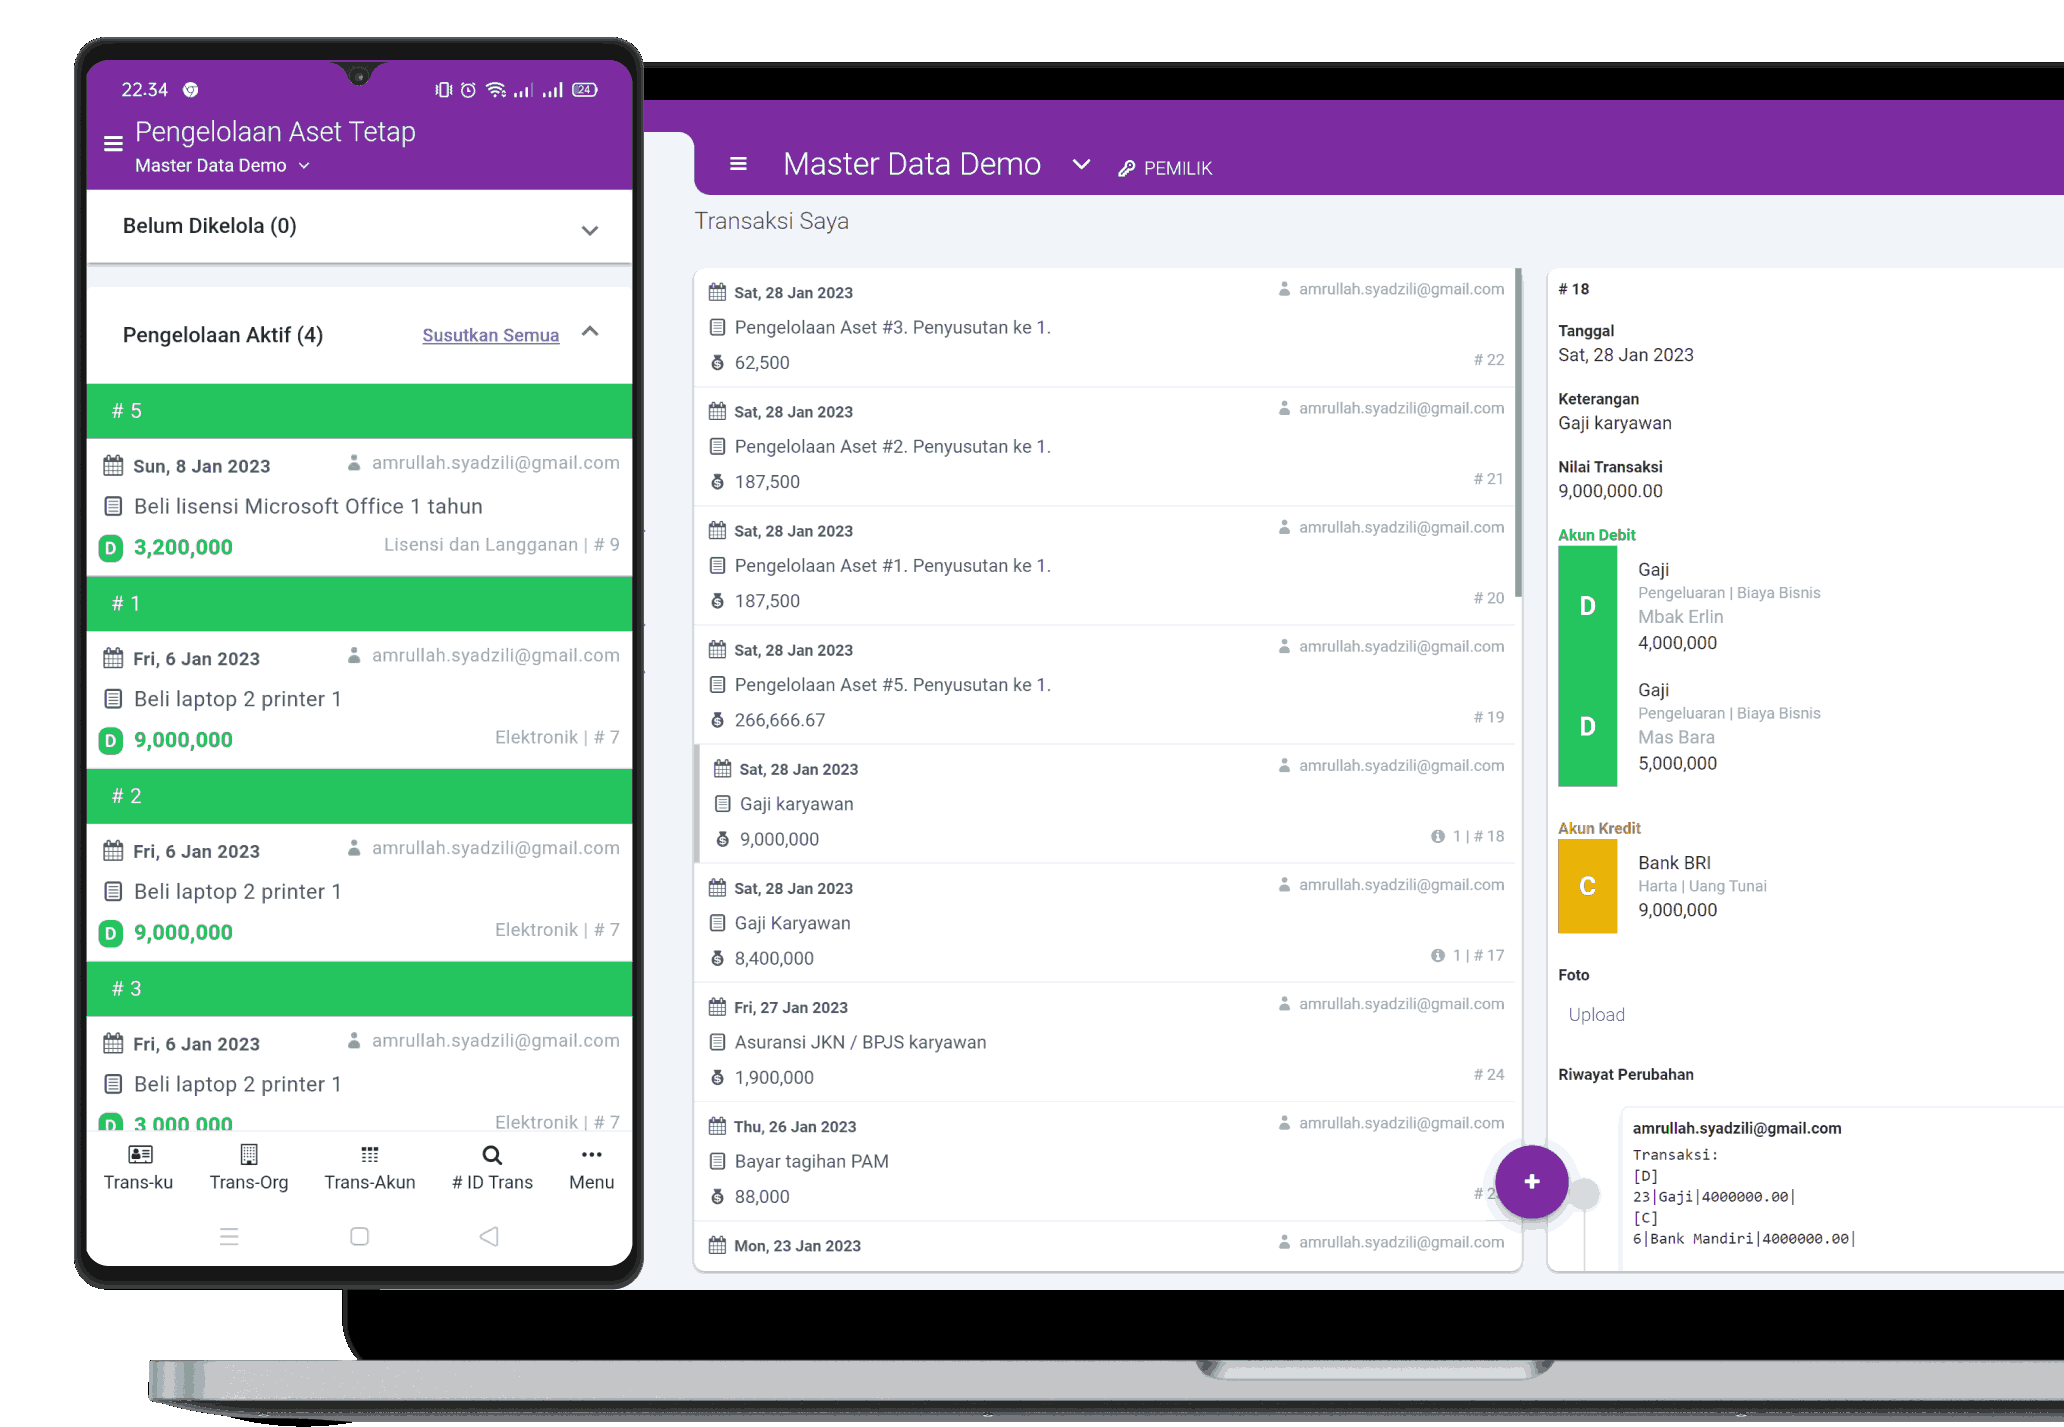 22.34
24
Pengelolaan Aset Tetap
Master Data Demo
Belum Dikelola (0)
Pengelolaan Aktif (4)
Susutkan Semua
# 5
Sun, 8 Jan 2023
amrullah.syadzili@gmail.com
Beli lisensi Microsoft Office 1 tahun
D 3,200,000
Lisensi dan Langganan | # 9
# 1
Fri, 6 Jan 2023
amrullah.syadzili@gmail.com
Beli laptop 2 printer 1
D 9,000,000
Elektronik | # 7
# 2
Fri, 6 Jan 2023
amrullah.syadzili@gmail.com
Beli laptop 2 printer 1
D 9,000,000
Elektronik | # 7
# 3
Fri, 6 Jan 2023
amrullah.syadzili@gmail.com
Beli laptop 2 printer 1
D 3,000,000
Elektronik | # 7
Trans-ku
Trans-Org
Trans-Akun
# ID Trans
Menu
Master Data Demo
PEMILIK
Transaksi Saya
Sat, 28 Jan 2023
amrullah.syadzili@gmail.com
Pengelolaan Aset #3. Penyusutan ke 1.
62,500
# 22
Sat, 28 Jan 2023
amrullah.syadzili@gmail.com
Pengelolaan Aset #2. Penyusutan ke 1.
187,500
# 21
Sat, 28 Jan 2023
amrullah.syadzili@gmail.com
Pengelolaan Aset #1. Penyusutan ke 1.
187,500
# 20
Sat, 28 Jan 2023
amrullah.syadzili@gmail.com
Pengelolaan Aset #5. Penyusutan ke 1.
266,666.67
# 19
Sat, 28 Jan 2023
amrullah.syadzili@gmail.com
Gaji karyawan
9,000,000
1 | # 18
Sat, 28 Jan 2023
amrullah.syadzili@gmail.com
Gaji Karyawan
8,400,000
1 | # 17
Fri, 27 Jan 2023
amrullah.syadzili@gmail.com
Asuransi JKN / BPJS karyawan
1,900,000
# 24
Thu, 26 Jan 2023
amrullah.syadzili@gmail.com
Bayar tagihan PAM
88,000
Mon, 23 Jan 2023
amrullah.syadzili@gmail.com
# 18
Tanggal
Sat, 28 Jan 2023
Keterangan
Gaji karyawan
Nilai Transaksi
9,000,000.00
Akun Debit
D
Gaji
Pengeluaran | Biaya Bisnis
Mbak Erlin
4,000,000
D
Gaji
Pengeluaran | Biaya Bisnis
Mas Bara
5,000,000
Akun Kredit
C
Bank BRI
Harta | Uang Tunai
9,000,000
Foto
Upload
Riwayat Perubahan
amrullah.syadzili@gmail.com
Transaksi:
[D]
23|Gaji|4000000.00|
[C]
6|Bank Mandiri|4000000.00|